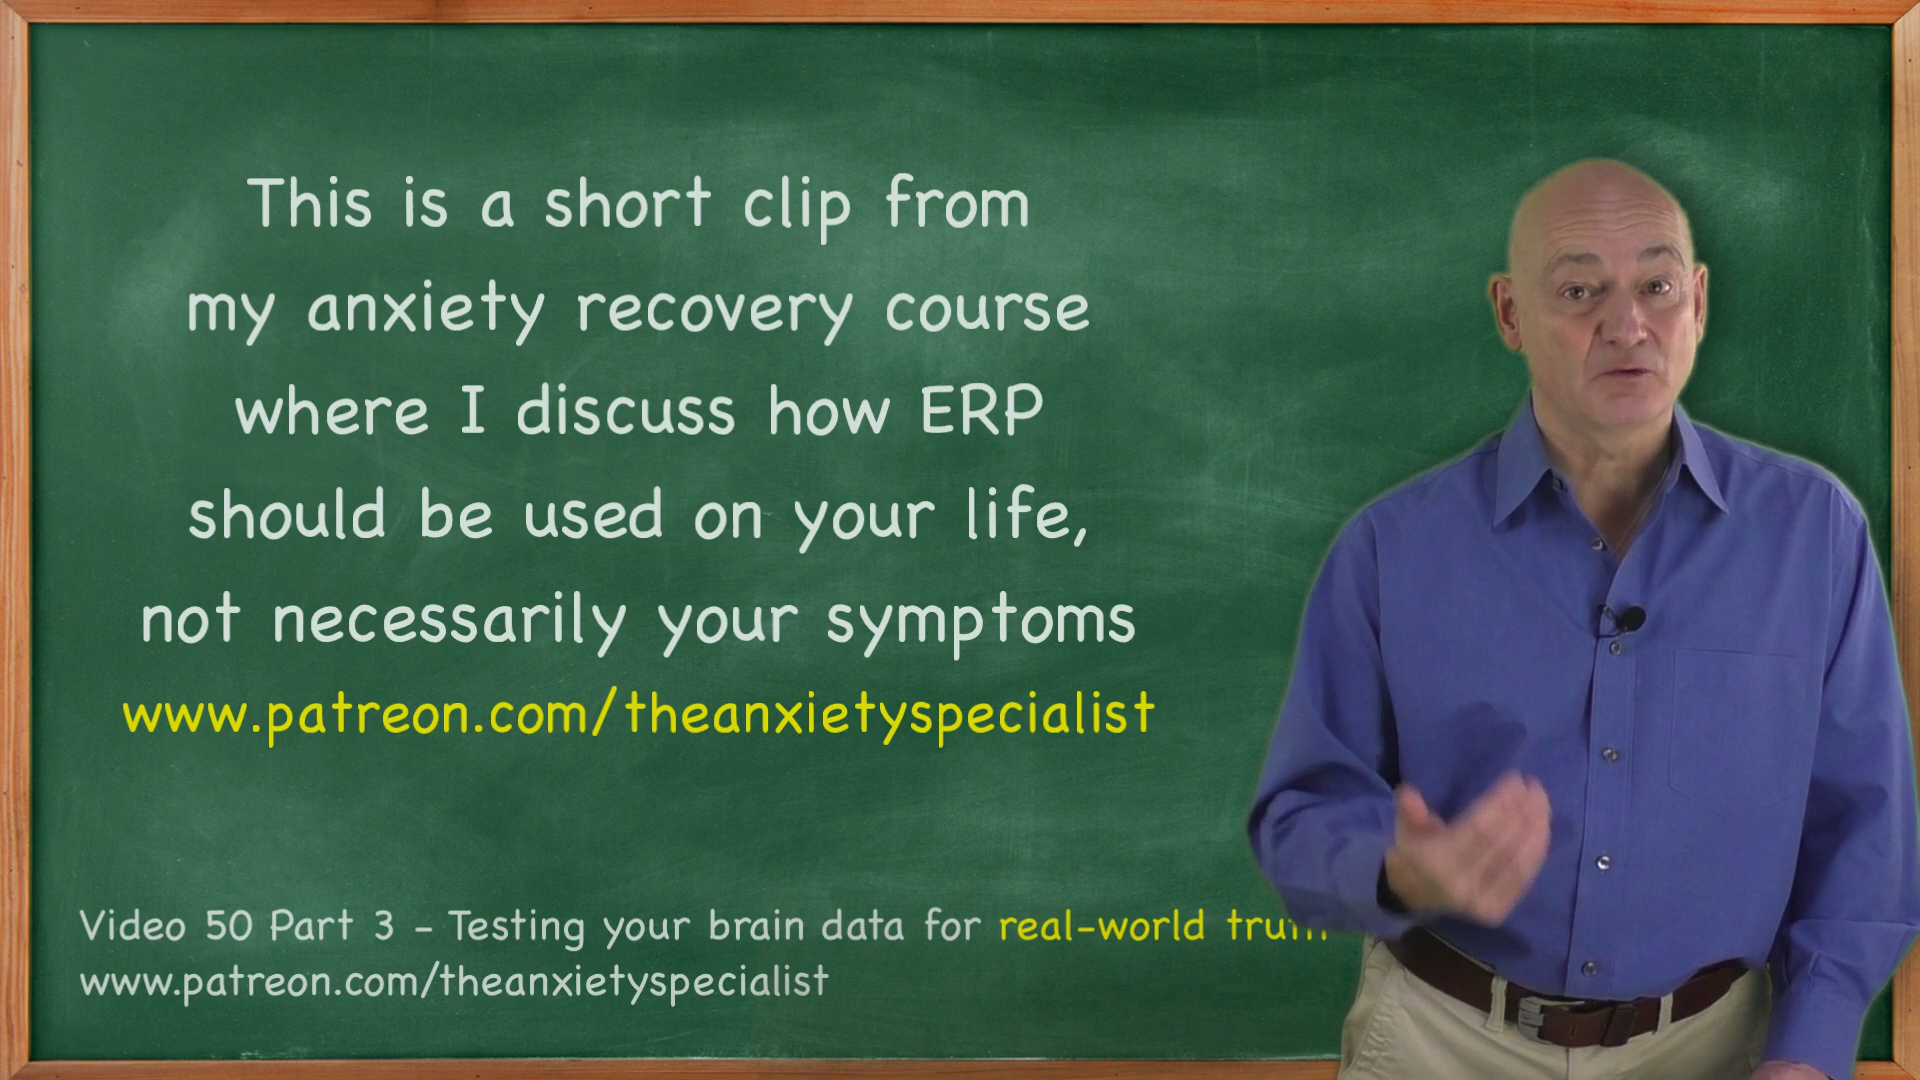 This is a short clip from
my anxiety recovery course
where I discuss how ERP
should be used on your life,
not necessarily your symptoms
www.patreon.com/theanxietyspecialist
Video 50 Part 3 - Testing your brain data for real-world truth
www.patreon.com/theanxietyspecialist